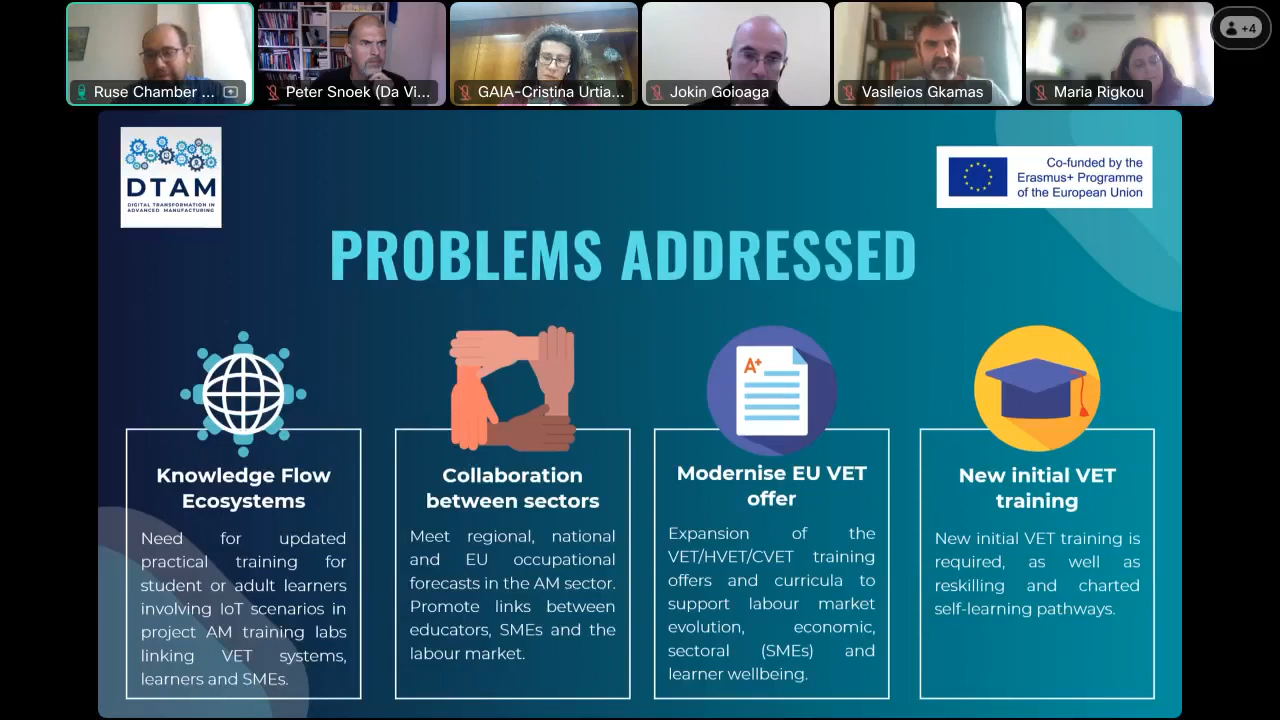 Ruse Chamber ...
Peter Snoek (Da Vi...
GAIA-Cristina Urtia...
Jokin Goioaga
Vasileios Gkamas
Maria Rigkou
+4
DTAM
DIGITAL TRANSFORMATION IN
ADVANCED MANUFACTURING
Co-funded by the
Erasmus+ Programme
of the European Union
PROBLEMS ADDRESSED
Knowledge Flow
Ecosystems
Need for updated
practical training for
student or adult learners
involving IoT scenarios in
project AM training labs
linking VET systems,
learners and SMEs.
Collaboration
between sectors
Meet regional, national
and EU occupational
forecasts in the AM sector.
Promote links between
educators, SMEs and the
labour market.
A+
Modernise EU VET
offer
Expansion of the
VET/HVET/CVET training
offers and curricula to
support labour market
evolution, economic,
sectoral (SMEs) and
learner wellbeing.
New initial VET
training
New initial VET training is
required, as well as
reskilling and charted
self-learning pathways.